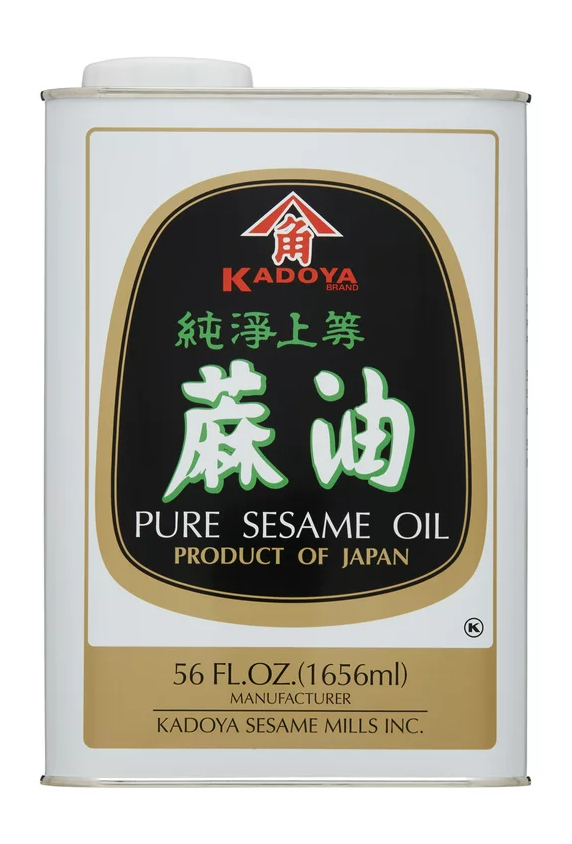 角
KADOYA
BRAND
純淨上等
蔴油
PURE SESAME OIL
PRODUCT OF JAPAN
K
56 FL.OZ.(1656ml)
MANUFACTURER
KADOYA SESAME MILLS INC.